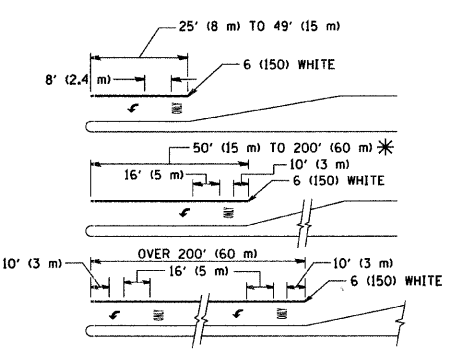 25' (8 m) TO 49' (15 m)
8' (2.4 m)
6 (150) WHITE
ONLY
50' (15 m) TO 200' (60 m) *
16' (5 m)
10' (3 m)
6 (150) WHITE
ONLY
OVER 200' (60 m)
10' (3 m)
16' (5 m)
10' (3 m)
6 (150) WHITE
ONLY
ONLY